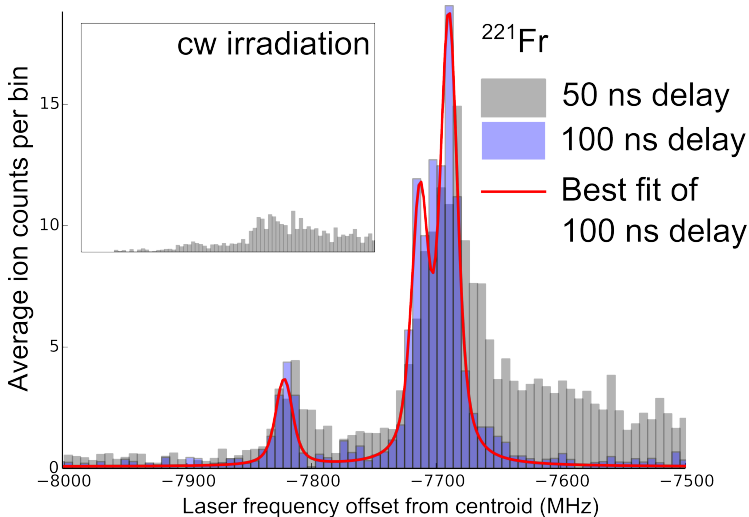 cw irradiation
²²¹Fr
50 ns delay
100 ns delay
Best fit of
100 ns delay
Average ion counts per bin
15
10
5
0
−8000
−7900
−7800
−7700
−7600
−7500
Laser frequency offset from centroid (MHz)